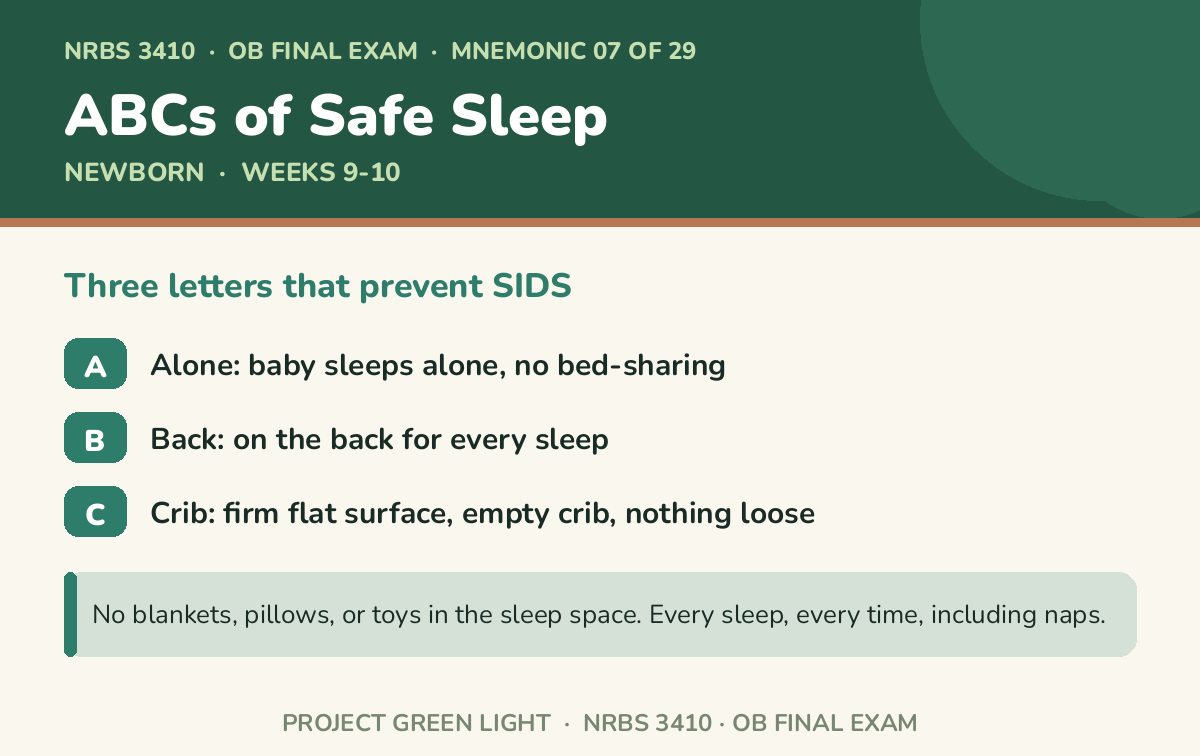 NRBS 3410 · OB FINAL EXAM · MNEMONIC 07 OF 29
ABCs of Safe Sleep
NEWBORN · WEEKS 9-10
Three letters that prevent SIDS
A Alone: baby sleeps alone, no bed-sharing
B Back: on the back for every sleep
C Crib: firm flat surface, empty crib, nothing loose
No blankets, pillows, or toys in the sleep space. Every sleep, every time, including naps.
PROJECT GREEN LIGHT · NRBS 3410 · OB FINAL EXAM